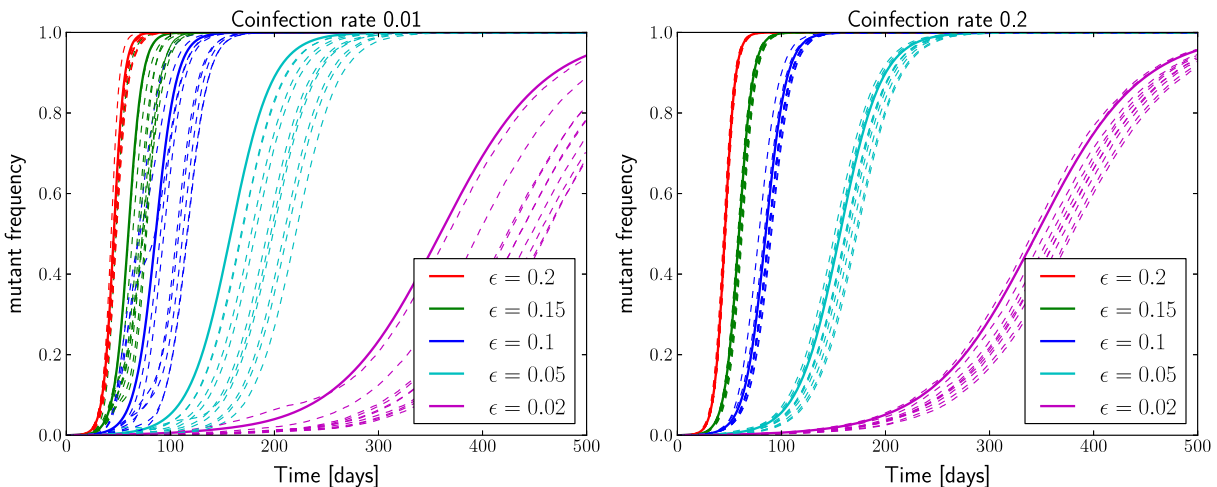 Coinfection rate 0.01
mutant frequency
1.0
0.8
0.6
0.4
0.2
0.0
0
100
200
300
400
500
Time [days]
ϵ = 0.2
ϵ = 0.15
ϵ = 0.1
ϵ = 0.05
ϵ = 0.02
Coinfection rate 0.2
mutant frequency
1.0
0.8
0.6
0.4
0.2
0.0
0
100
200
300
400
500
Time [days]
ϵ = 0.2
ϵ = 0.15
ϵ = 0.1
ϵ = 0.05
ϵ = 0.02